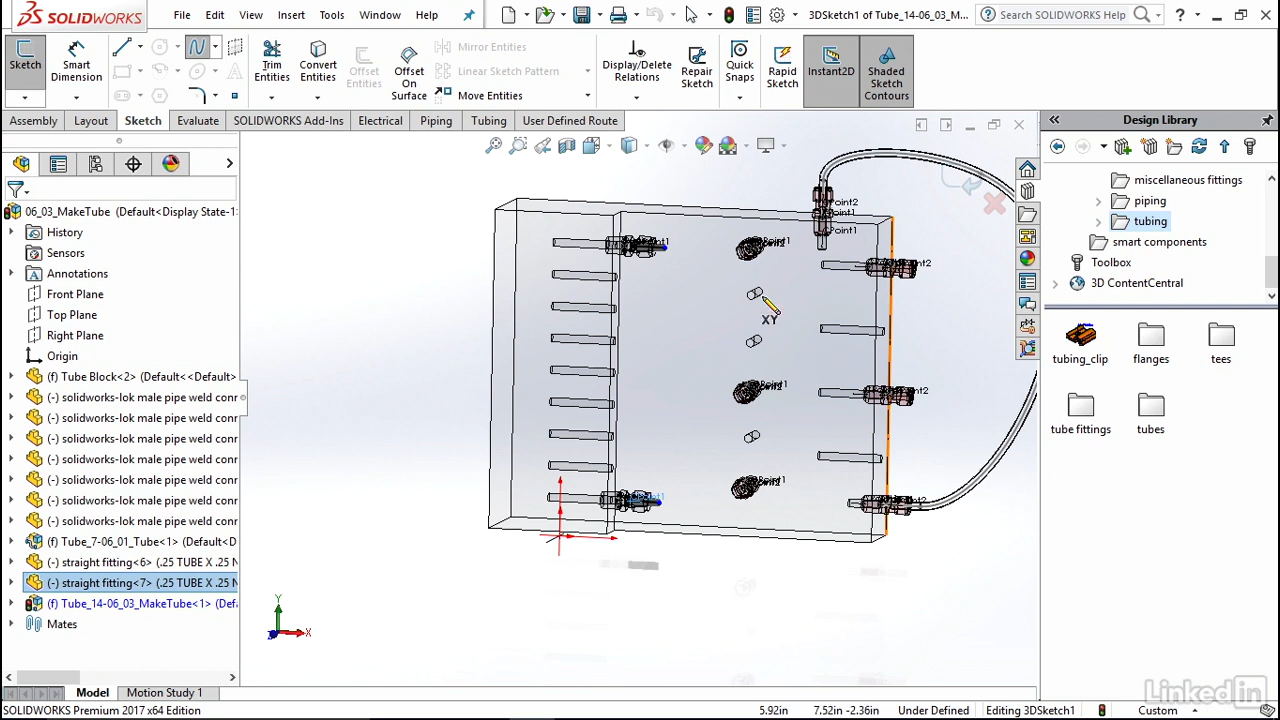 SOLIDWORKS
File Edit View Insert Tools Window Help
3DSketch1 of Tube_14-06_03_M...
Search SOLIDWORKS Help
Sketch
Smart Dimension
Trim Entities
Convert Entities
Offset Entities
Offset On Surface
Mirror Entities
Linear Sketch Pattern
Move Entities
Display/Delete Relations
Repair Sketch
Quick Snaps
Rapid Sketch
Instant2D
Shaded Sketch Contours
Assembly Layout Sketch Evaluate SOLIDWORKS Add-Ins Electrical Piping Tubing User Defined Route
Design Library
06_03_MakeTube (Default<Display State-1>
History
Sensors
Annotations
Front Plane
Top Plane
Right Plane
Origin
(f) Tube Block<2> (Default<<Default>
(-) solidworks-lok male pipe weld conr
(-) solidworks-lok male pipe weld conr
(-) solidworks-lok male pipe weld conr
(-) solidworks-lok male pipe weld conr
(-) solidworks-lok male pipe weld conr
(-) solidworks-lok male pipe weld conr
(-) solidworks-lok male pipe weld conr
Tube_7-06_01_Tube<1> (Default<Def
(-) straight fitting<6> (.25 TUBE X .25 N
(-) straight fitting<7> (.25 TUBE X .25 N
(f) Tube_14-06_03_MakeTube<1> (Defa
Mates
Point2
Point1
Point1
Point2
XY
Point2
Y
X
miscellaneous fittings
piping
tubing
smart components
Toolbox
3D ContentCentral
tubing_clip flanges tees
tube fittings tubes
Model Motion Study 1
SOLIDWORKS Premium 2017 x64 Edition
5.92in 7.52in -2.36in Under Defined Editing 3DSketch1 Custom
LinkedIn